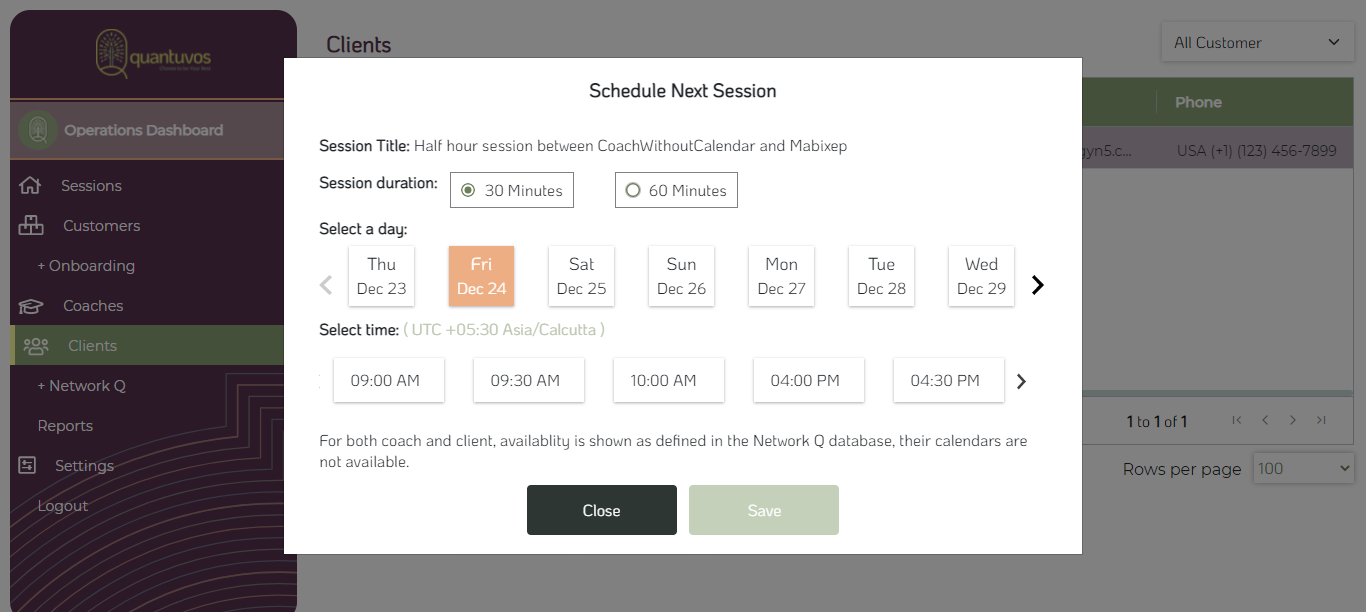 quantuvos
Operations Dashboard
Sessions
Customers
+ Onboarding
Coaches
Clients
+ Network Q
Reports
Settings
Logout
Clients
All Customer
Phone
gyn5.c...
USA (+1) (123) 456-7899
Schedule Next Session
Session Title: Half hour session between CoachWithoutCalendar and Mabixep
Session duration: 30 Minutes 60 Minutes
Select a day:
Thu Fri Sat Sun Mon Tue Wed
Dec 23 Dec 24 Dec 25 Dec 26 Dec 27 Dec 28 Dec 29
Select time: ( UTC +05:30 Asia/Calcutta )
09:00 AM 09:30 AM 10:00 AM 04:00 PM 04:30 PM
For both coach and client, availablity is shown as defined in the Network Q database, their calendars are
not available.
Close Save
1 to 1 of 1
Rows per page 100